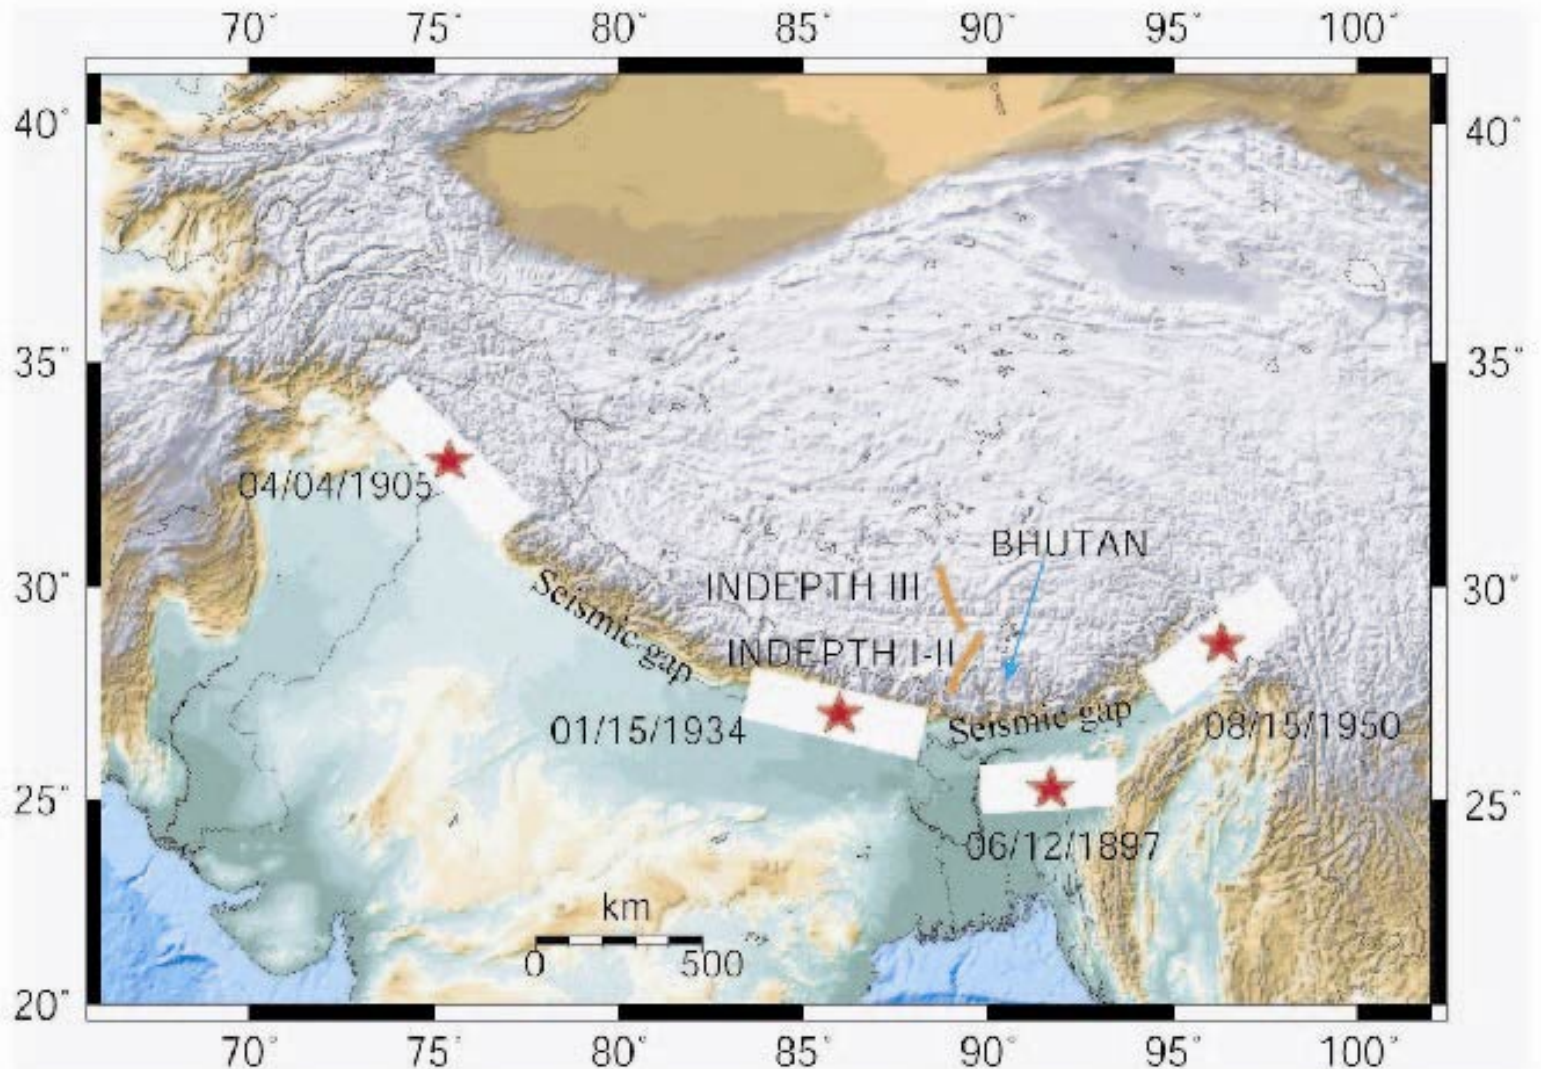 70° 75° 80° 85° 90° 95° 100°
40° 40°
35° 35°
04/04/1905
BHUTAN
30° INDEPTH III 30°
Seismic gap
INDEPTH I-II
01/15/1934 Seismic gap 08/15/1950
25° 25°
06/12/1897
km
0 500
20° 20°
70° 75° 80° 85° 90° 95° 100°